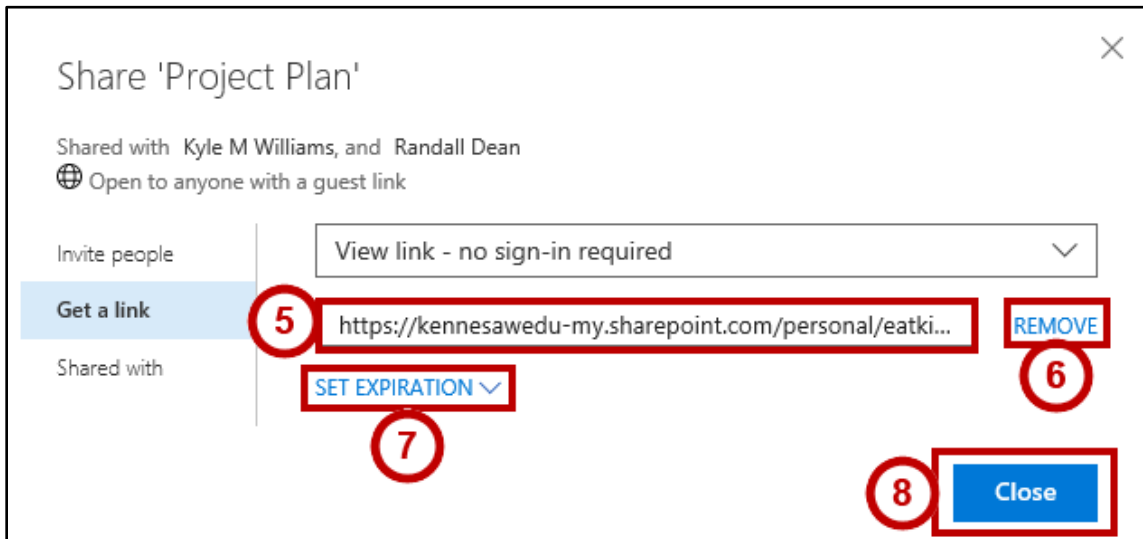 Share 'Project Plan'
Shared with Kyle M Williams, and Randall Dean
Open to anyone with a guest link
Invite people
View link - no sign-in required
Get a link
5
https://kennesawedu-my.sharepoint.com/personal/eatki...
REMOVE
6
Shared with
SET EXPIRATION
7
8
Close